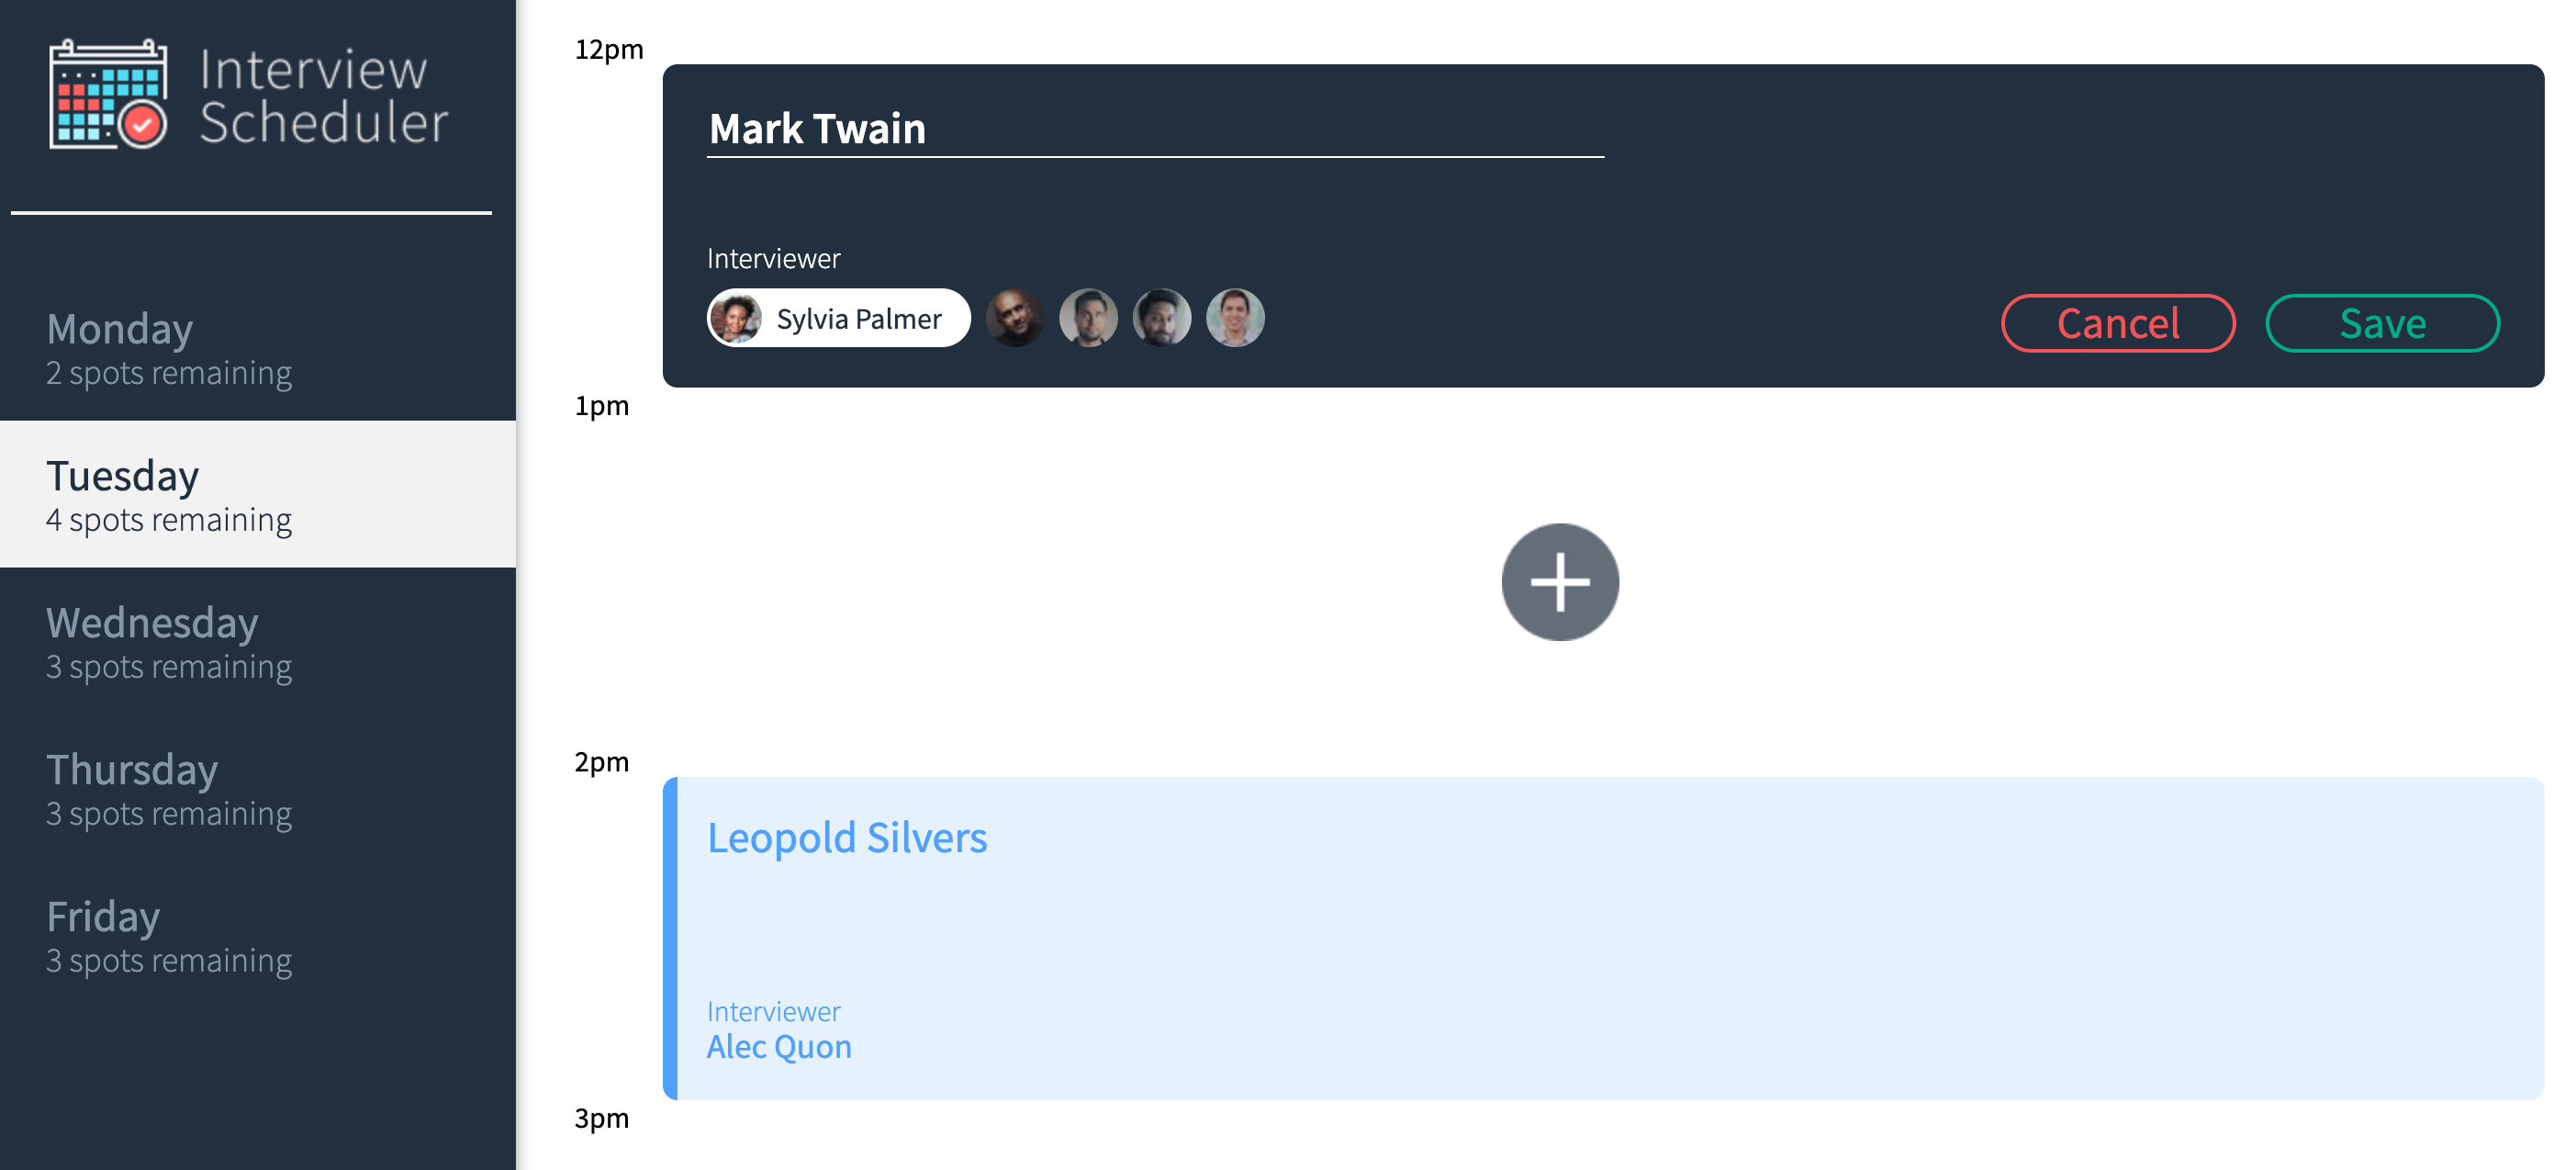 Interview
Scheduler
Monday
2 spots remaining
Tuesday
4 spots remaining
Wednesday
3 spots remaining
Thursday
3 spots remaining
Friday
3 spots remaining
12pm
Mark Twain
Interviewer
Sylvia Palmer
Cancel
Save
1pm
2pm
Leopold Silvers
Interviewer
Alec Quon
3pm